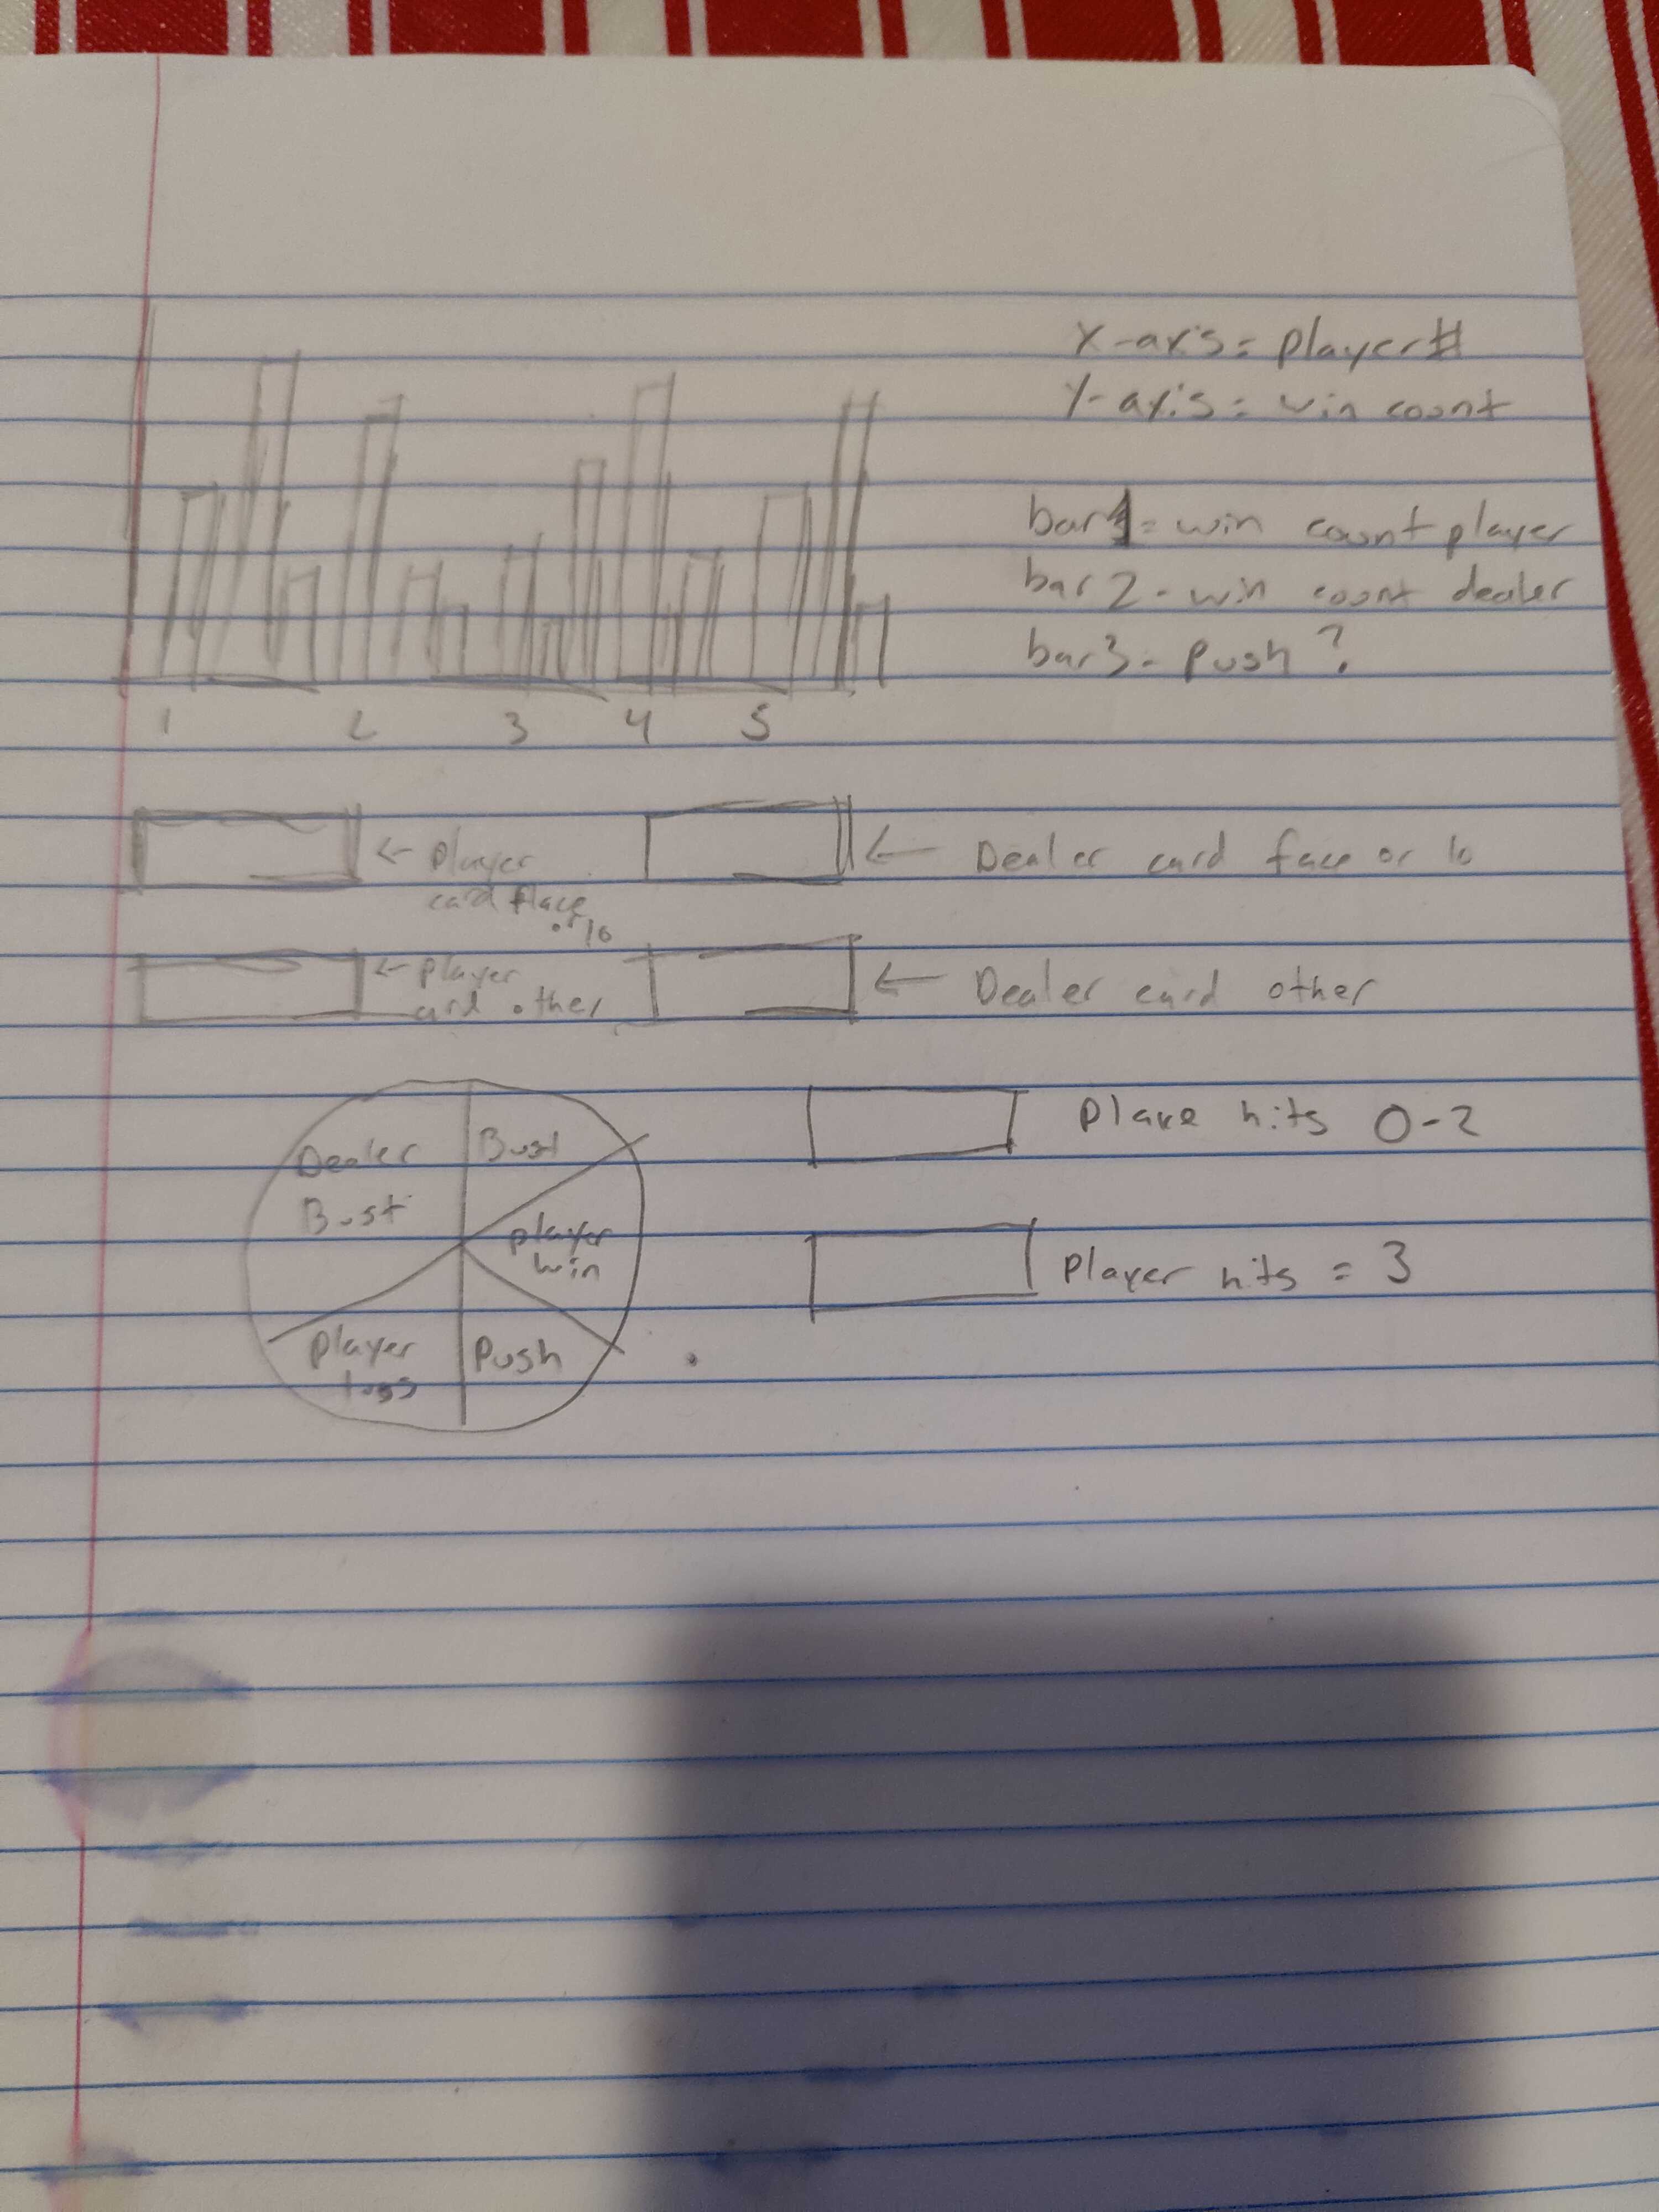 x-axis = player#
y-axis = win count
bar1 = win count player
bar2 - win count dealer
bar3 - push?
1 2 3 4 5
← Player
card face
or 10
← Dealer card face or 10
← player
card other
← Dealer card other
Dealer
Bust
Bust
player
win
player
loss
Push
Playe hits 0-2
Player hits = 3